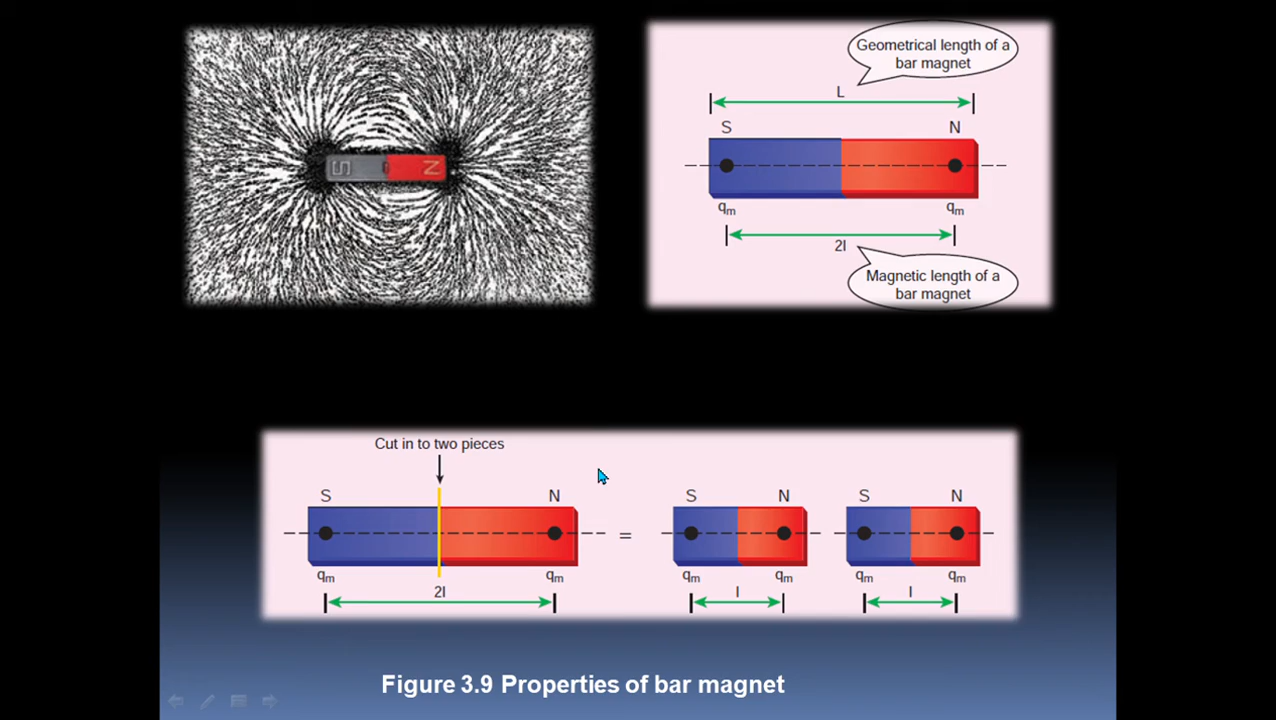 S N
Geometrical length of a
bar magnet
L
S N
qm qm
2l
Magnetic length of a
bar magnet
Cut in to two pieces
S N = S N S N
qm qm qm qm qm qm
2l l l
Figure 3.9 Properties of bar magnet